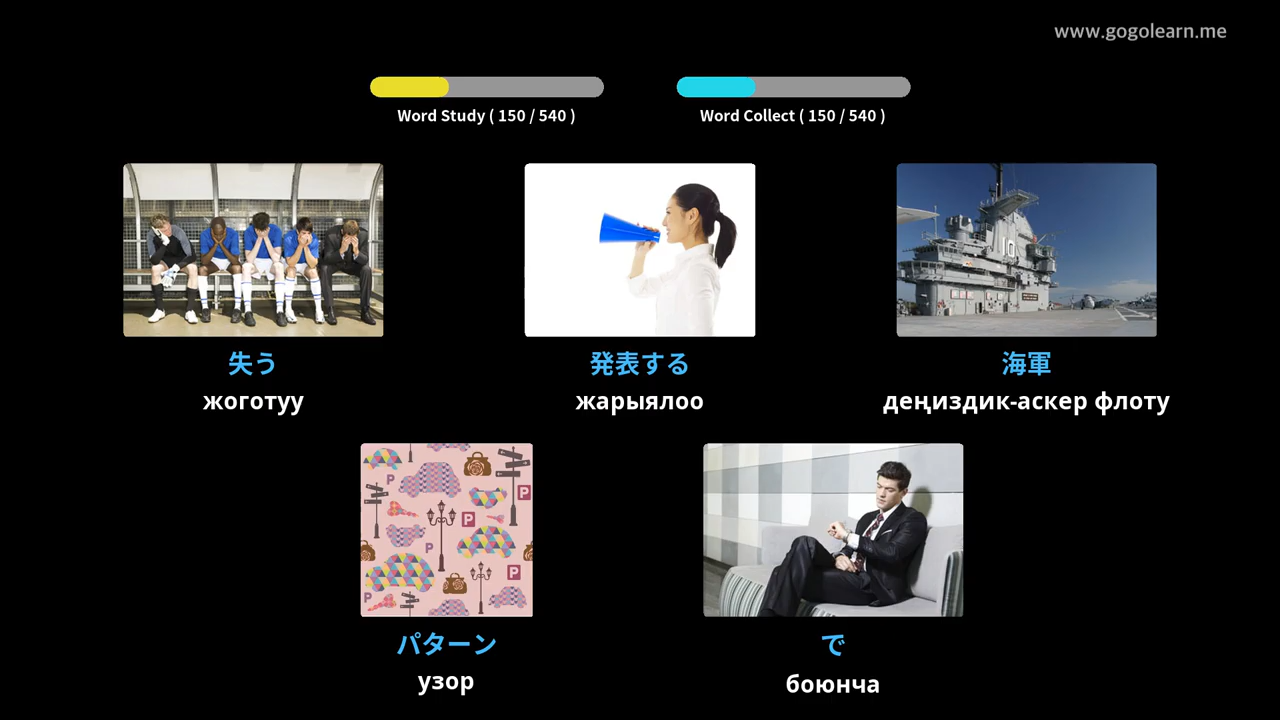 www.gogolearn.me
Word Study ( 150 / 540 )
Word Collect ( 150 / 540 )
10
失う
жоготуу
発表する
жарыялоо
海軍
деңиздик-аскер флоту
P
P
P
P
P
P
パターン
узор
で
боюнча